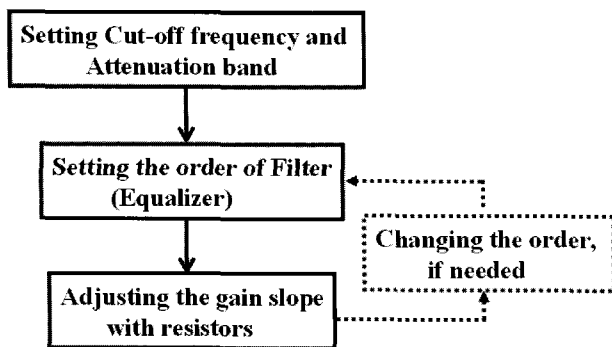 Setting Cut-off frequency and
Attenuation band
Setting the order of Filter
(Equalizer)
Changing the order,
if needed
Adjusting the gain slope
with resistors